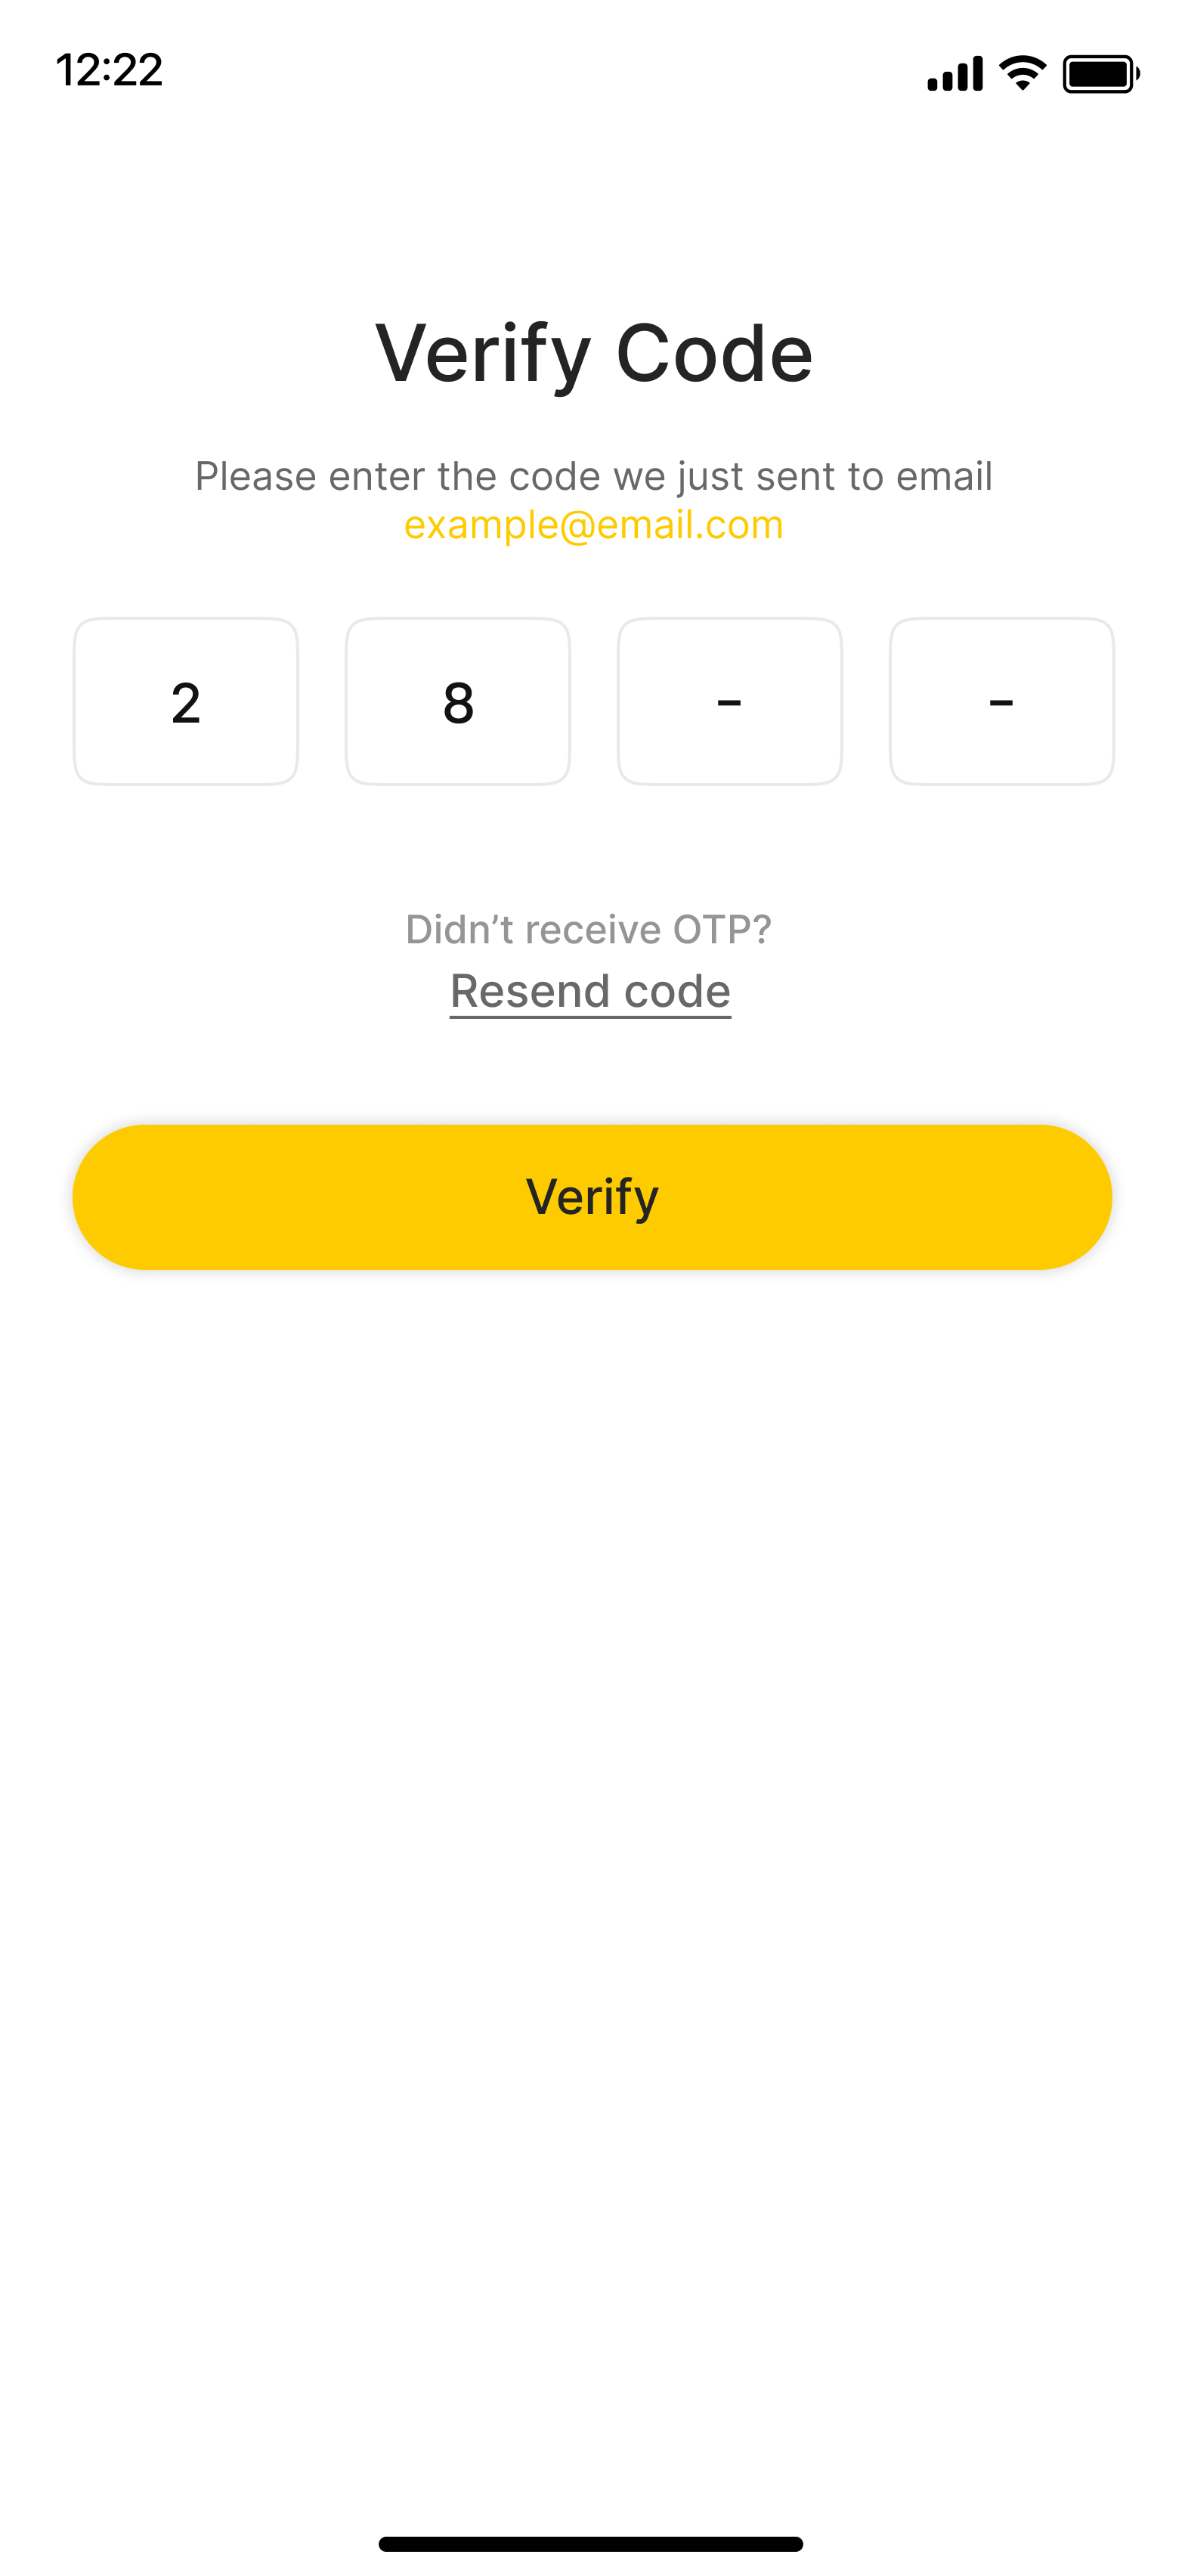 12:22
Verify Code
Please enter the code we just sent to email
example@email.com
2 8 - -
Didn’t receive OTP?
Resend code
Verify